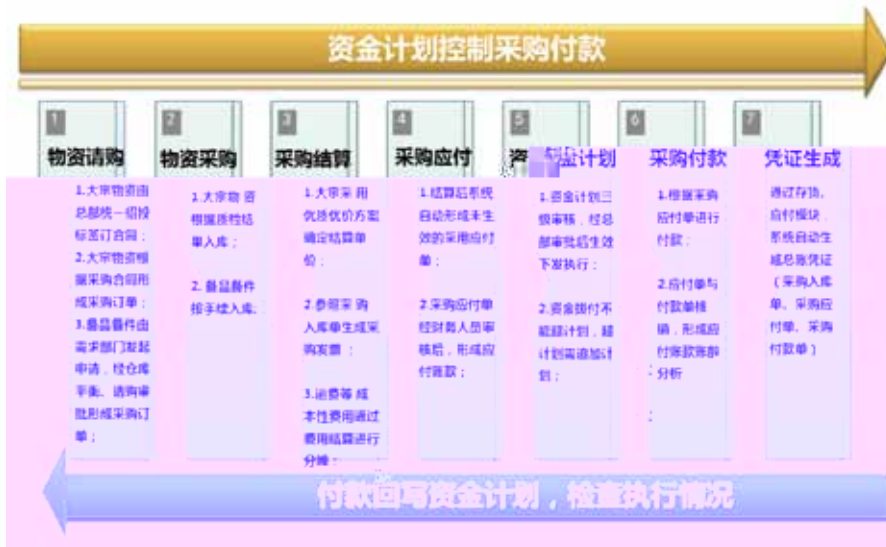 资金计划控制采购付款
1
物资请购
1.大宗物资由
总部统一招投
标签订合同；
2.大宗物资根
据采购合同形
成采购订单；
3.备品备件由
需求部门发起
申请，经仓库
平衡、请购审
批形成采购订
单；
2
物资采购
1.大宗物 资
根据质检结
果入库；
2. 备品备件
按手续入库；
3
采购结算
1.大宗采 用
优质优价方案
确定结算单
价；
2.参照采 购
入库单生成采
购发票 ；
3.运费等 成
本性费用通过
费用结算进行
分摊；
4
采购应付
1.结算后系统
自动形成未生
效的采用应付
单；
2.采购应付单
经财务人员审
核后，形成应
付账款；
5
资金计划
1.资金计划三
级审核，经总
部审批后生效
下发执行；
2.资金拨付不
能超计划，超
计划需追加计
划；
6
采购付款
1.根据采购
应付单进行
付款；
2.应付单与
付款单核
销，形成应
付账款账龄
分析
7
凭证生成
通过存货、
应付模块，
系统自动生
成总账凭证
（采购入库
单、采购应
付单、采购
付款单）
付款回写资金计划，检查执行情况